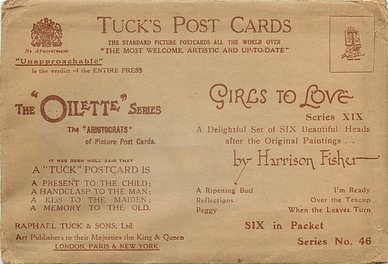 TUCK'S POST CARDS
THE STANDARD PICTURE POSTCARDS ALL THE WORLD OVER
"THE MOST WELCOME, ARTISTIC AND UP-TO-DATE"
By Appointment
"Unapproachable"
is the verdict of the ENTIRE PRESS
THE "OILETTE" SERIES
The "ARISTOCRATS"
of Picture Post Cards.
IT HAS BEEN WELL SAID THAT
A "TUCK" POSTCARD IS
A PRESENT TO THE CHILD:
A HANDCLASP TO THE MAN:
A KISS TO THE MAIDEN:
A MEMORY TO THE OLD.
RAPHAEL TUCK & SONS, Ltd.
Art Publishers to their Majesties the King & Queen
LONDON, PARIS & NEW YORK
GIRLS TO LOVE
Series XIX
A Delightful Set of SIX Beautiful Heads
after the Original Paintings . .
by Harrison Fisher
A Ripening Bud I'm Ready
Reflections Over the Teacup
Peggy When the Leaves Turn
SIX in Packet
Series No. 46